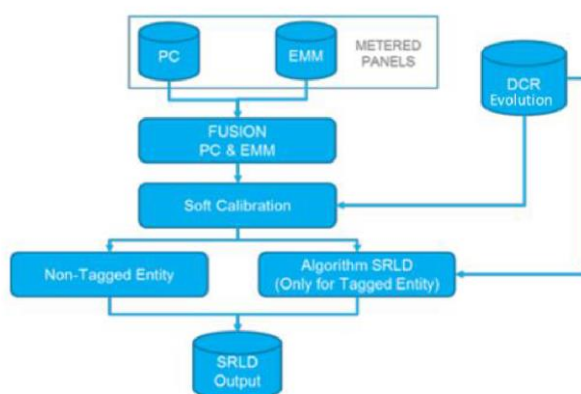 PC
EMM
METERED
PANELS
DCR
Evolution
FUSION
PC & EMM
Soft Calibration
Non-Tagged Entity
Algorithm SRLD
(Only for Tagged Entity)
SRLD
Output